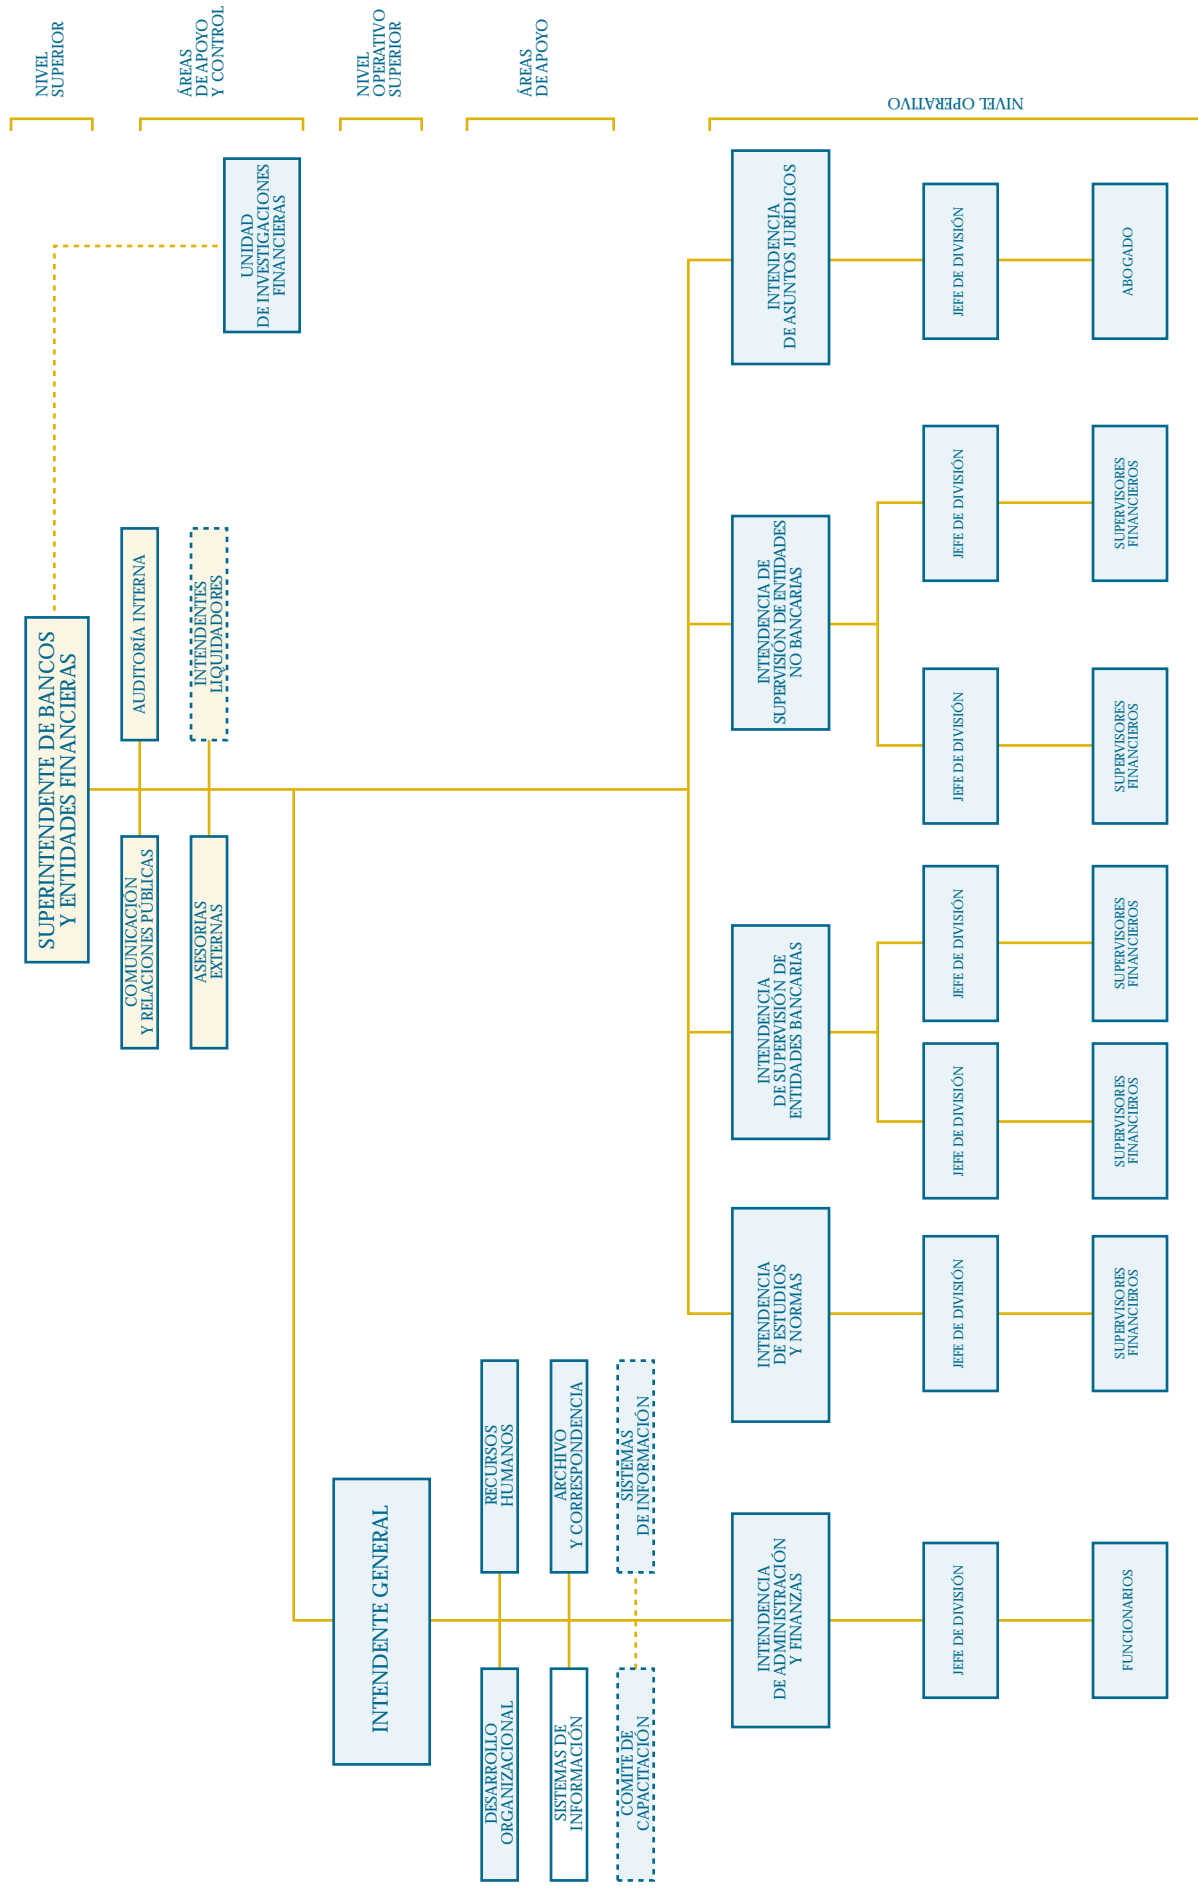 NIVEL
SUPERIOR
SUPERINTENDENTE DE BANCOS
Y ENTIDADES FINANCIERAS
ÁREAS
DE APOYO
Y CONTROL
COMUNICACIÓN
Y RELACIONES PÚBLICAS
AUDITORÍA INTERNA
ASESORIAS
EXTERNAS
INTENDENTES
LIQUIDADORES
UNIDAD
DE INVESTIGACIONES
FINANCIERAS
NIVEL
OPERATIVO
SUPERIOR
INTENDENTE GENERAL
ÁREAS
DE APOYO
DESARROLLO
ORGANIZACIONAL
RECURSOS
HUMANOS
SISTEMAS DE
INFORMACIÓN
ARCHIVO
Y CORRESPONDENCIA
COMITE DE
CAPACITACIÓN
SISTEMAS
DE INFORMACIÓN
NIVEL OPERATIVO
INTENDENCIA
DE ADMINISTRACIÓN
Y FINANZAS
INTENDENCIA
DE ESTUDIOS
Y NORMAS
INTENDENCIA
DE SUPERVISIÓN DE
ENTIDADES BANCARIAS
INTENDENCIA DE
SUPERVISIÓN DE ENTIDADES
NO BANCARIAS
INTENDENCIA
DE ASUNTOS JURÍDICOS
JEFE DE DIVISIÓN
JEFE DE DIVISIÓN
JEFE DE DIVISIÓN
JEFE DE DIVISIÓN
JEFE DE DIVISIÓN
JEFE DE DIVISIÓN
JEFE DE DIVISIÓN
FUNCIONARIOS
SUPERVISORES
FINANCIEROS
SUPERVISORES
FINANCIEROS
SUPERVISORES
FINANCIEROS
SUPERVISORES
FINANCIEROS
SUPERVISORES
FINANCIEROS
ABOGADO